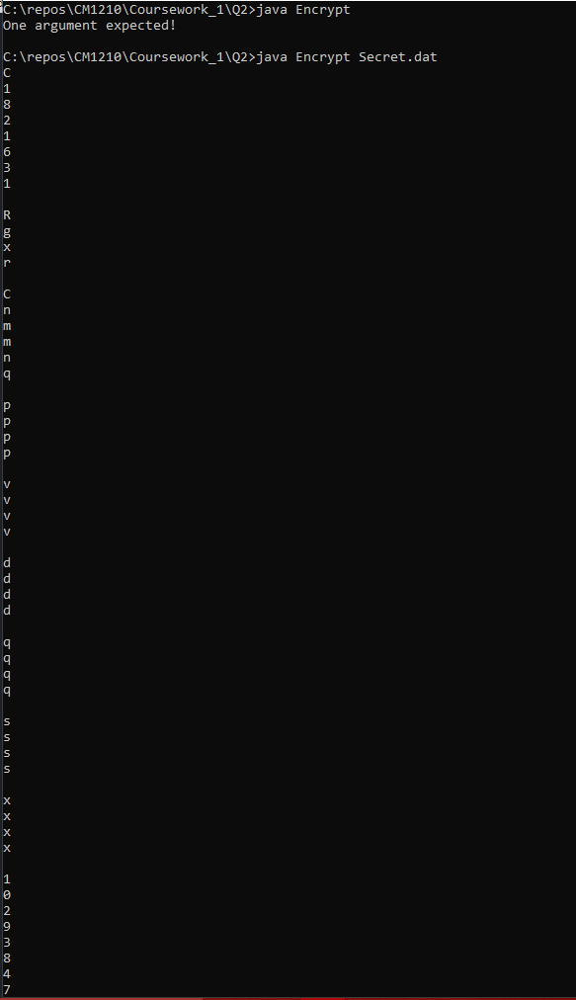 C:\repos\CM1210\Coursework_1\Q2>java Encrypt
One argument expected!
C:\repos\CM1210\Coursework_1\Q2>java Encrypt Secret.dat
C
1
8
2
1
6
3
1
R
g
x
r
C
n
m
m
n
q
p
p
p
p
v
v
v
v
d
d
d
d
q
q
q
q
s
s
s
s
x
x
x
x
1
0
2
9
3
8
4
7